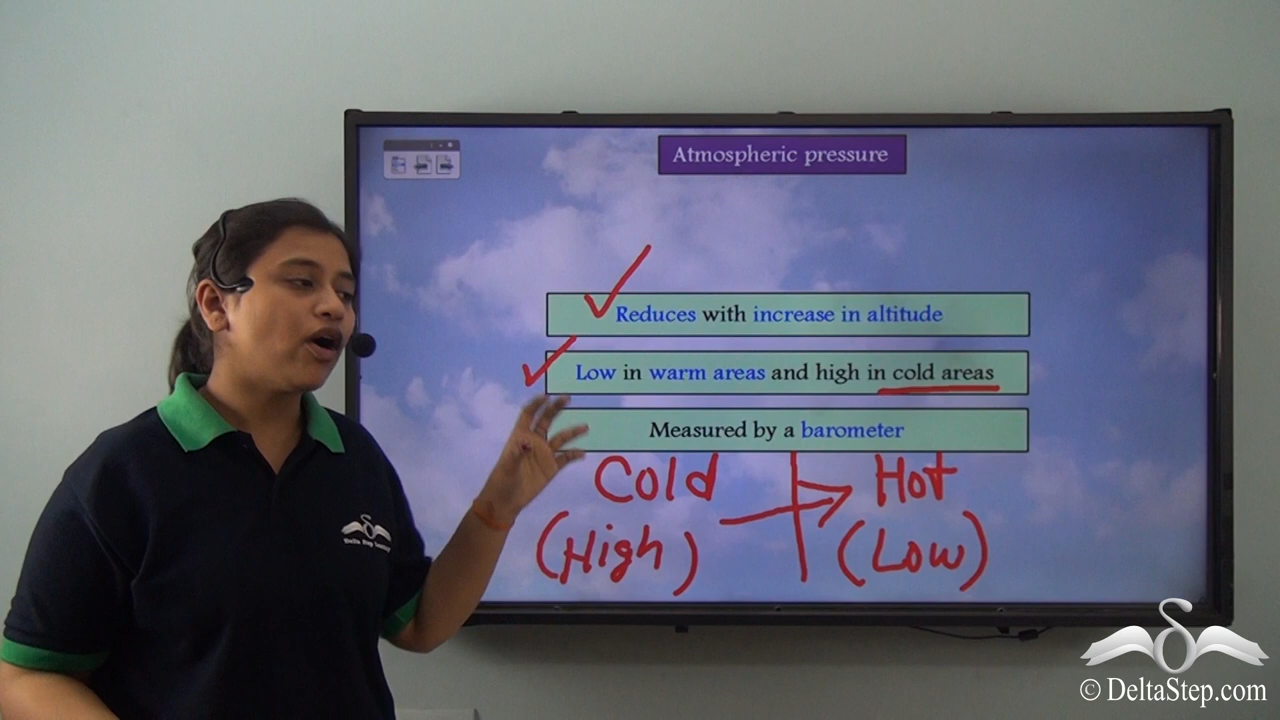 Atmospheric pressure
Reduces with increase in altitude
Low in warm areas and high in cold areas
Measured by a barometer
Cold Hot
(High) (Low)
© DeltaStep.com